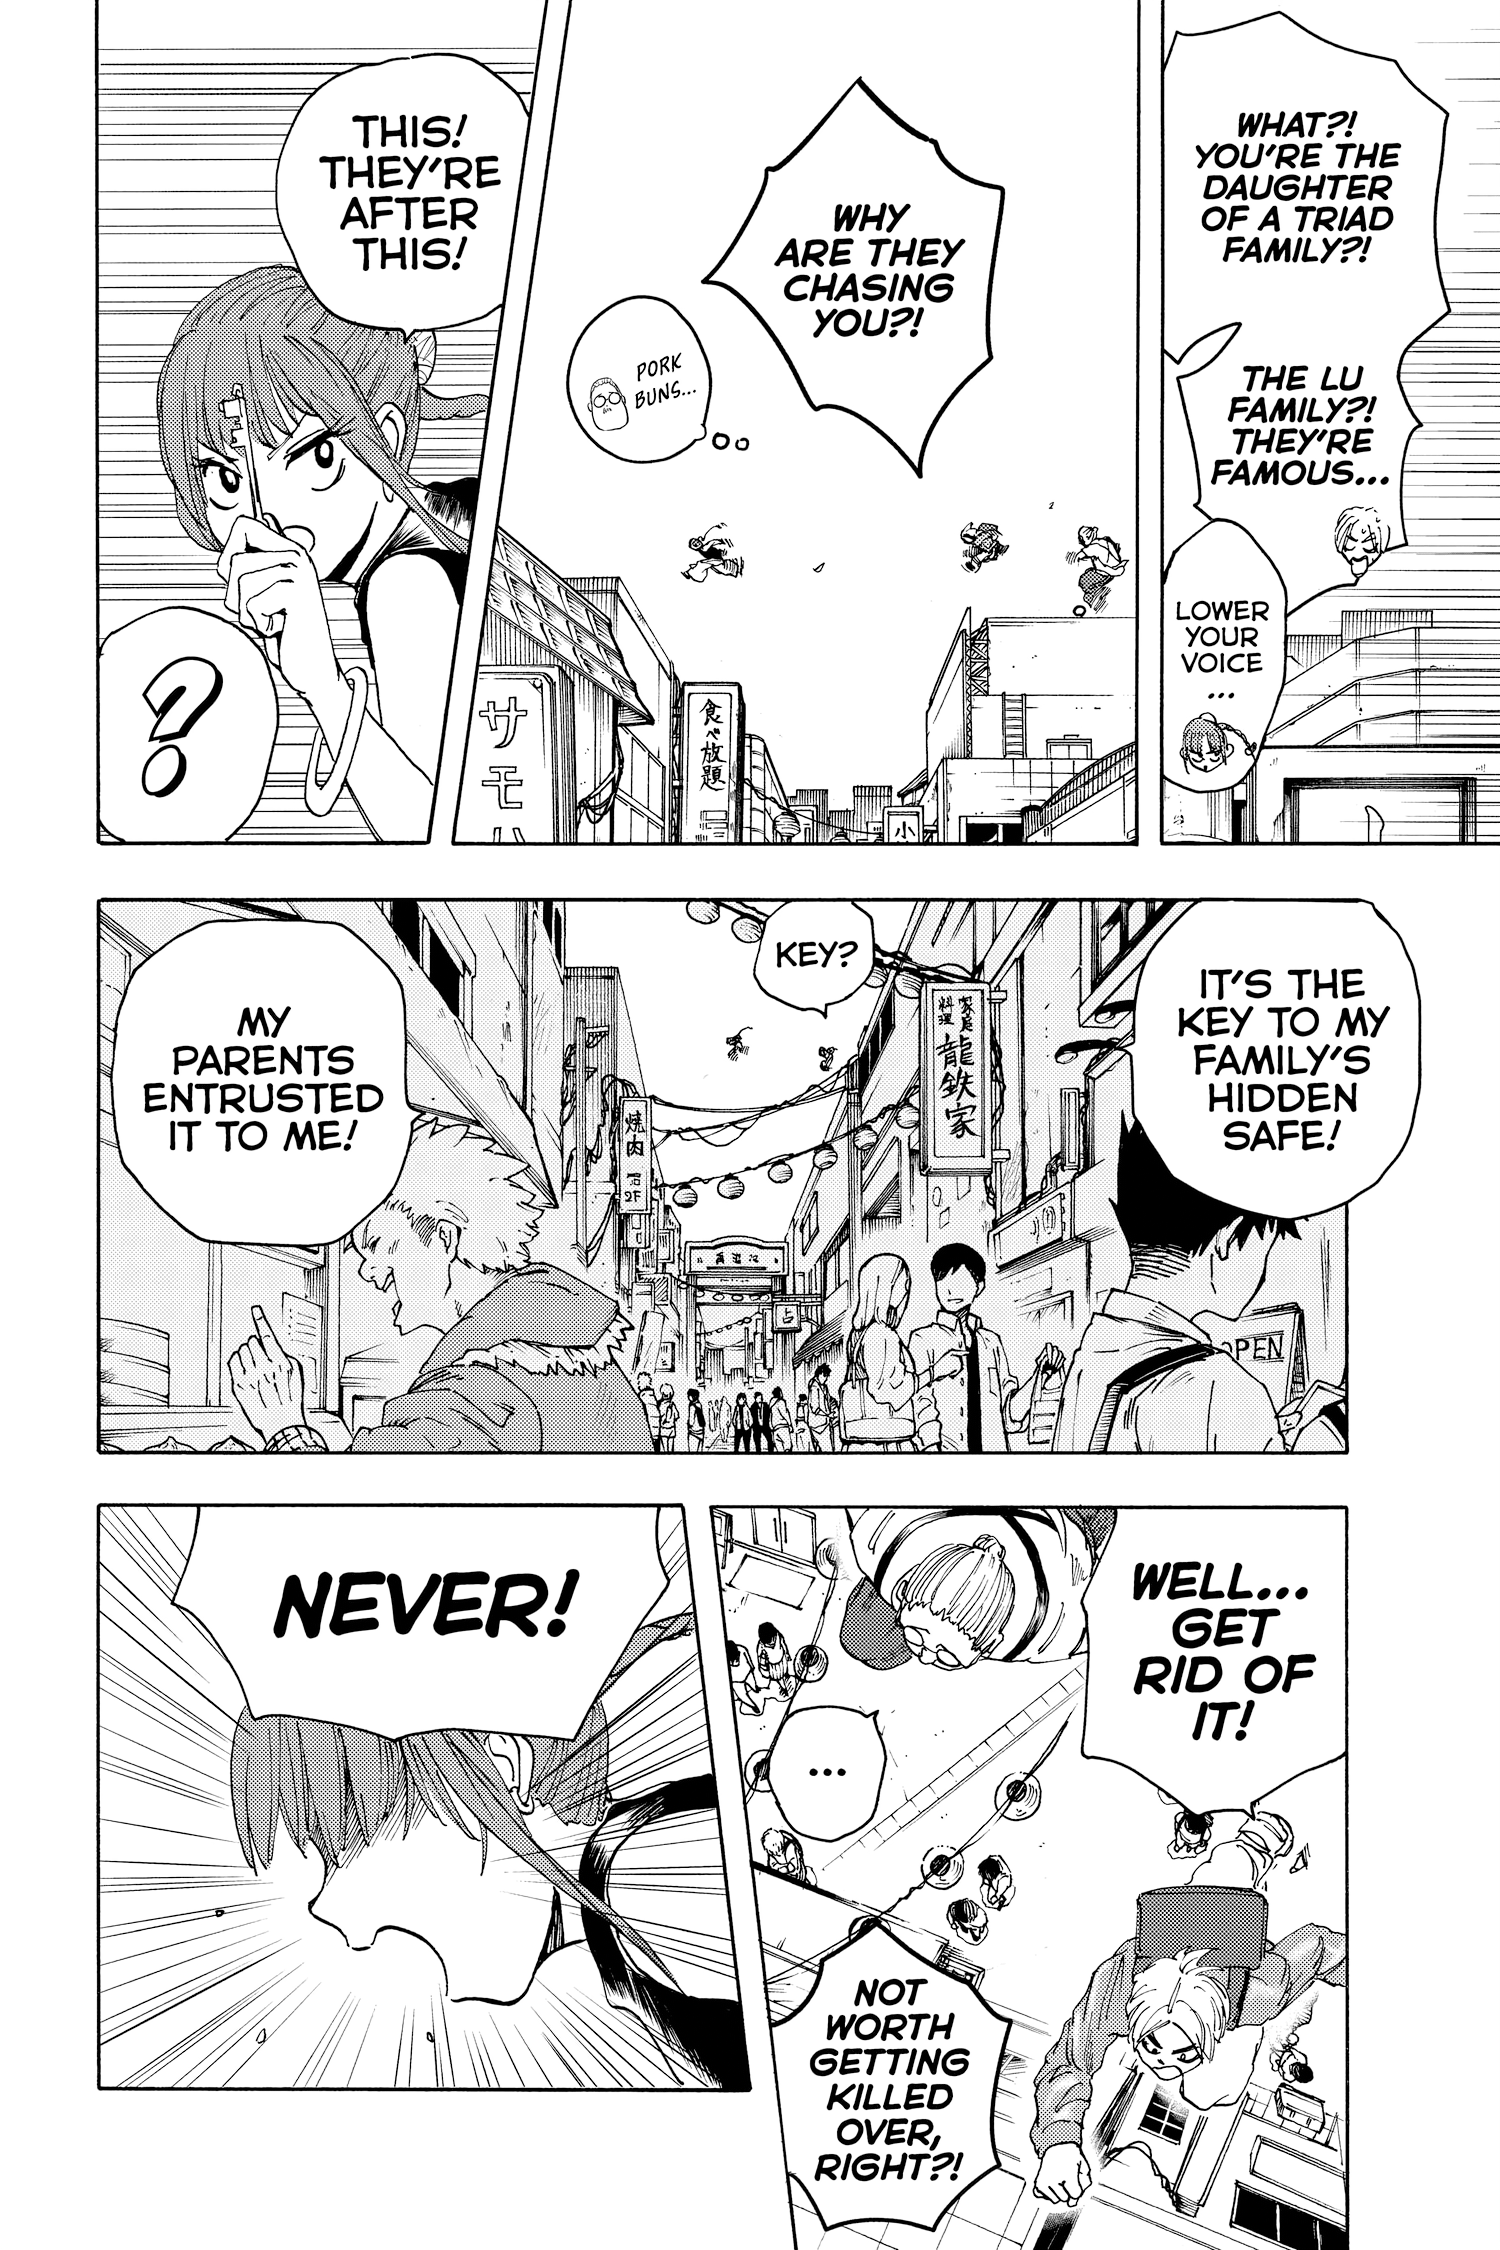 WHAT?!
YOU'RE THE
DAUGHTER
OF A TRIAD
FAMILY?!
THE LU
FAMILY?!
THEY'RE
FAMOUS...
LOWER
YOUR
VOICE
...
WHY
ARE THEY
CHASING
YOU?!
PORK
BUNS...
サモハ
食べ放題
小
THIS!
THEY'RE
AFTER
THIS!
?
IT'S THE
KEY TO MY
FAMILY'S
HIDDEN
SAFE!
KEY?
家庭
料理
龍鉄家
焼肉
2F
占
OPEN
MY
PARENTS
ENTRUSTED
IT TO ME!
WELL...
GET
RID OF
IT!
...
NOT
WORTH
GETTING
KILLED
OVER,
RIGHT?!
NEVER!